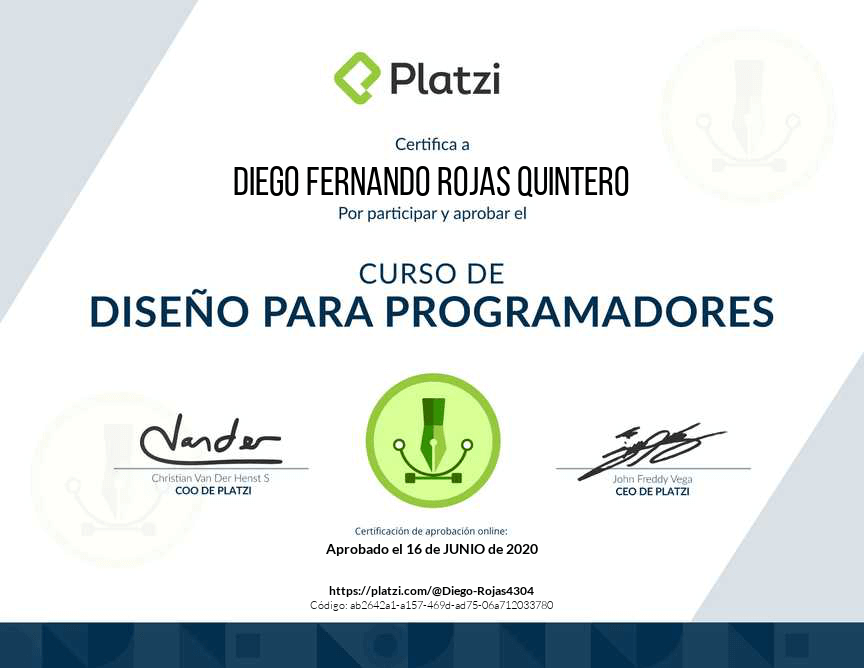 Platzi
Certifica a
DIEGO FERNANDO ROJAS QUINTERO
Por participar y aprobar el
CURSO DE
DISEÑO PARA PROGRAMADORES
Vander
Christian Van Der Henst S
COO DE PLATZI
John Freddy Vega
CEO DE PLATZI
Certificación de aprobación online:
Aprobado el 16 de JUNIO de 2020
https://platzi.com/@Diego-Rojas4304
Código: ab2642a1-a157-469d-ad75-06a712033780